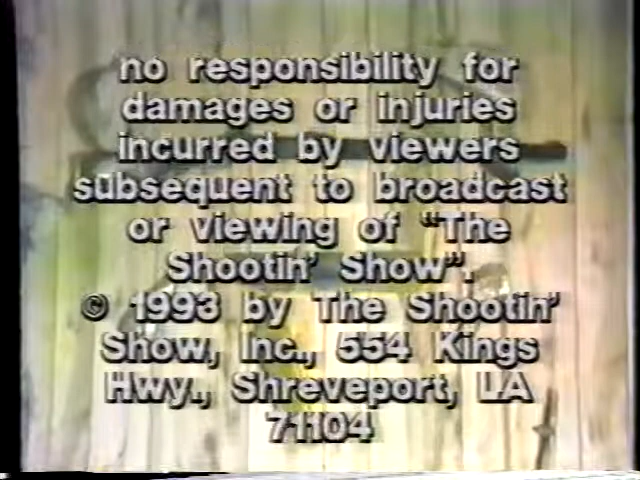 no responsibility for
damages or injuries
incurred by viewers
subsequent to broadcast
or viewing of "The
Shootin' Show".
© 1993 by The Shootin'
Show, Inc., 554 Kings
Hwy., Shreveport, LA
71104